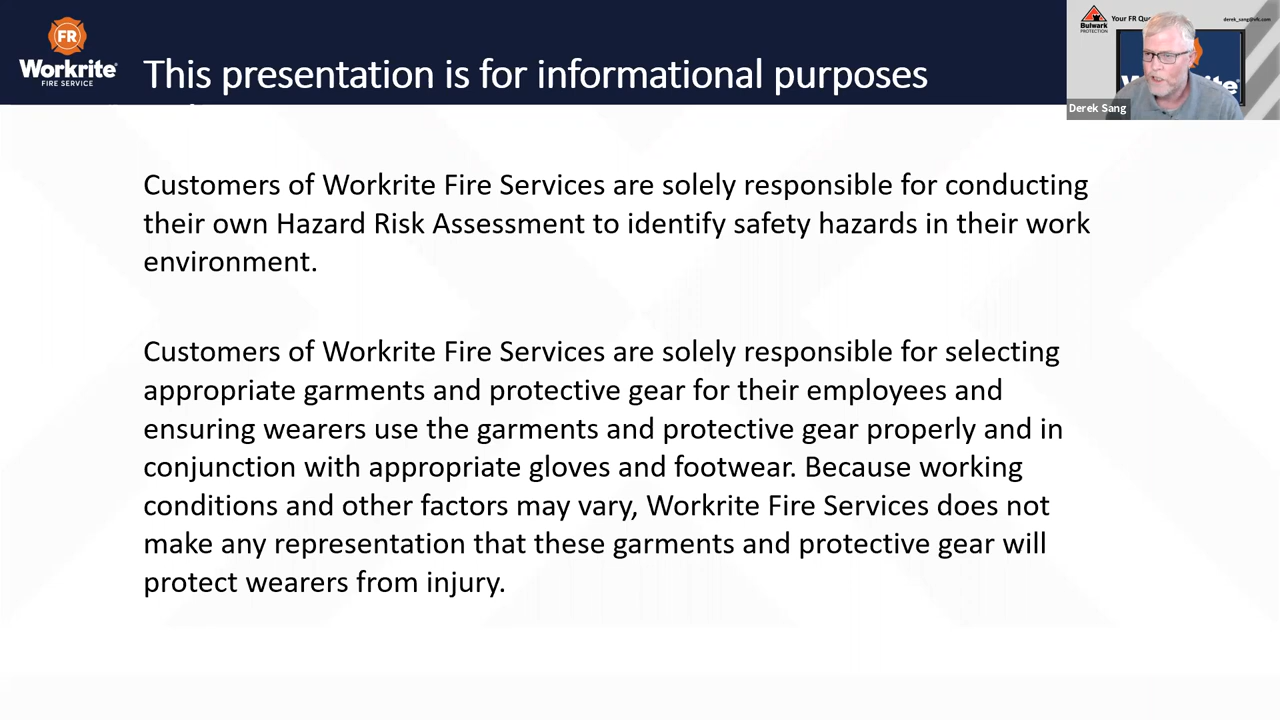 FR
Workrite®
FIRE SERVICE
This presentation is for informational purposes
Customers of Workrite Fire Services are solely responsible for conducting
their own Hazard Risk Assessment to identify safety hazards in their work
environment.
Customers of Workrite Fire Services are solely responsible for selecting
appropriate garments and protective gear for their employees and
ensuring wearers use the garments and protective gear properly and in
conjunction with appropriate gloves and footwear. Because working
conditions and other factors may vary, Workrite Fire Services does not
make any representation that these garments and protective gear will
protect wearers from injury.
Bulwark
PROTECTION
Your FR
Derek Sang